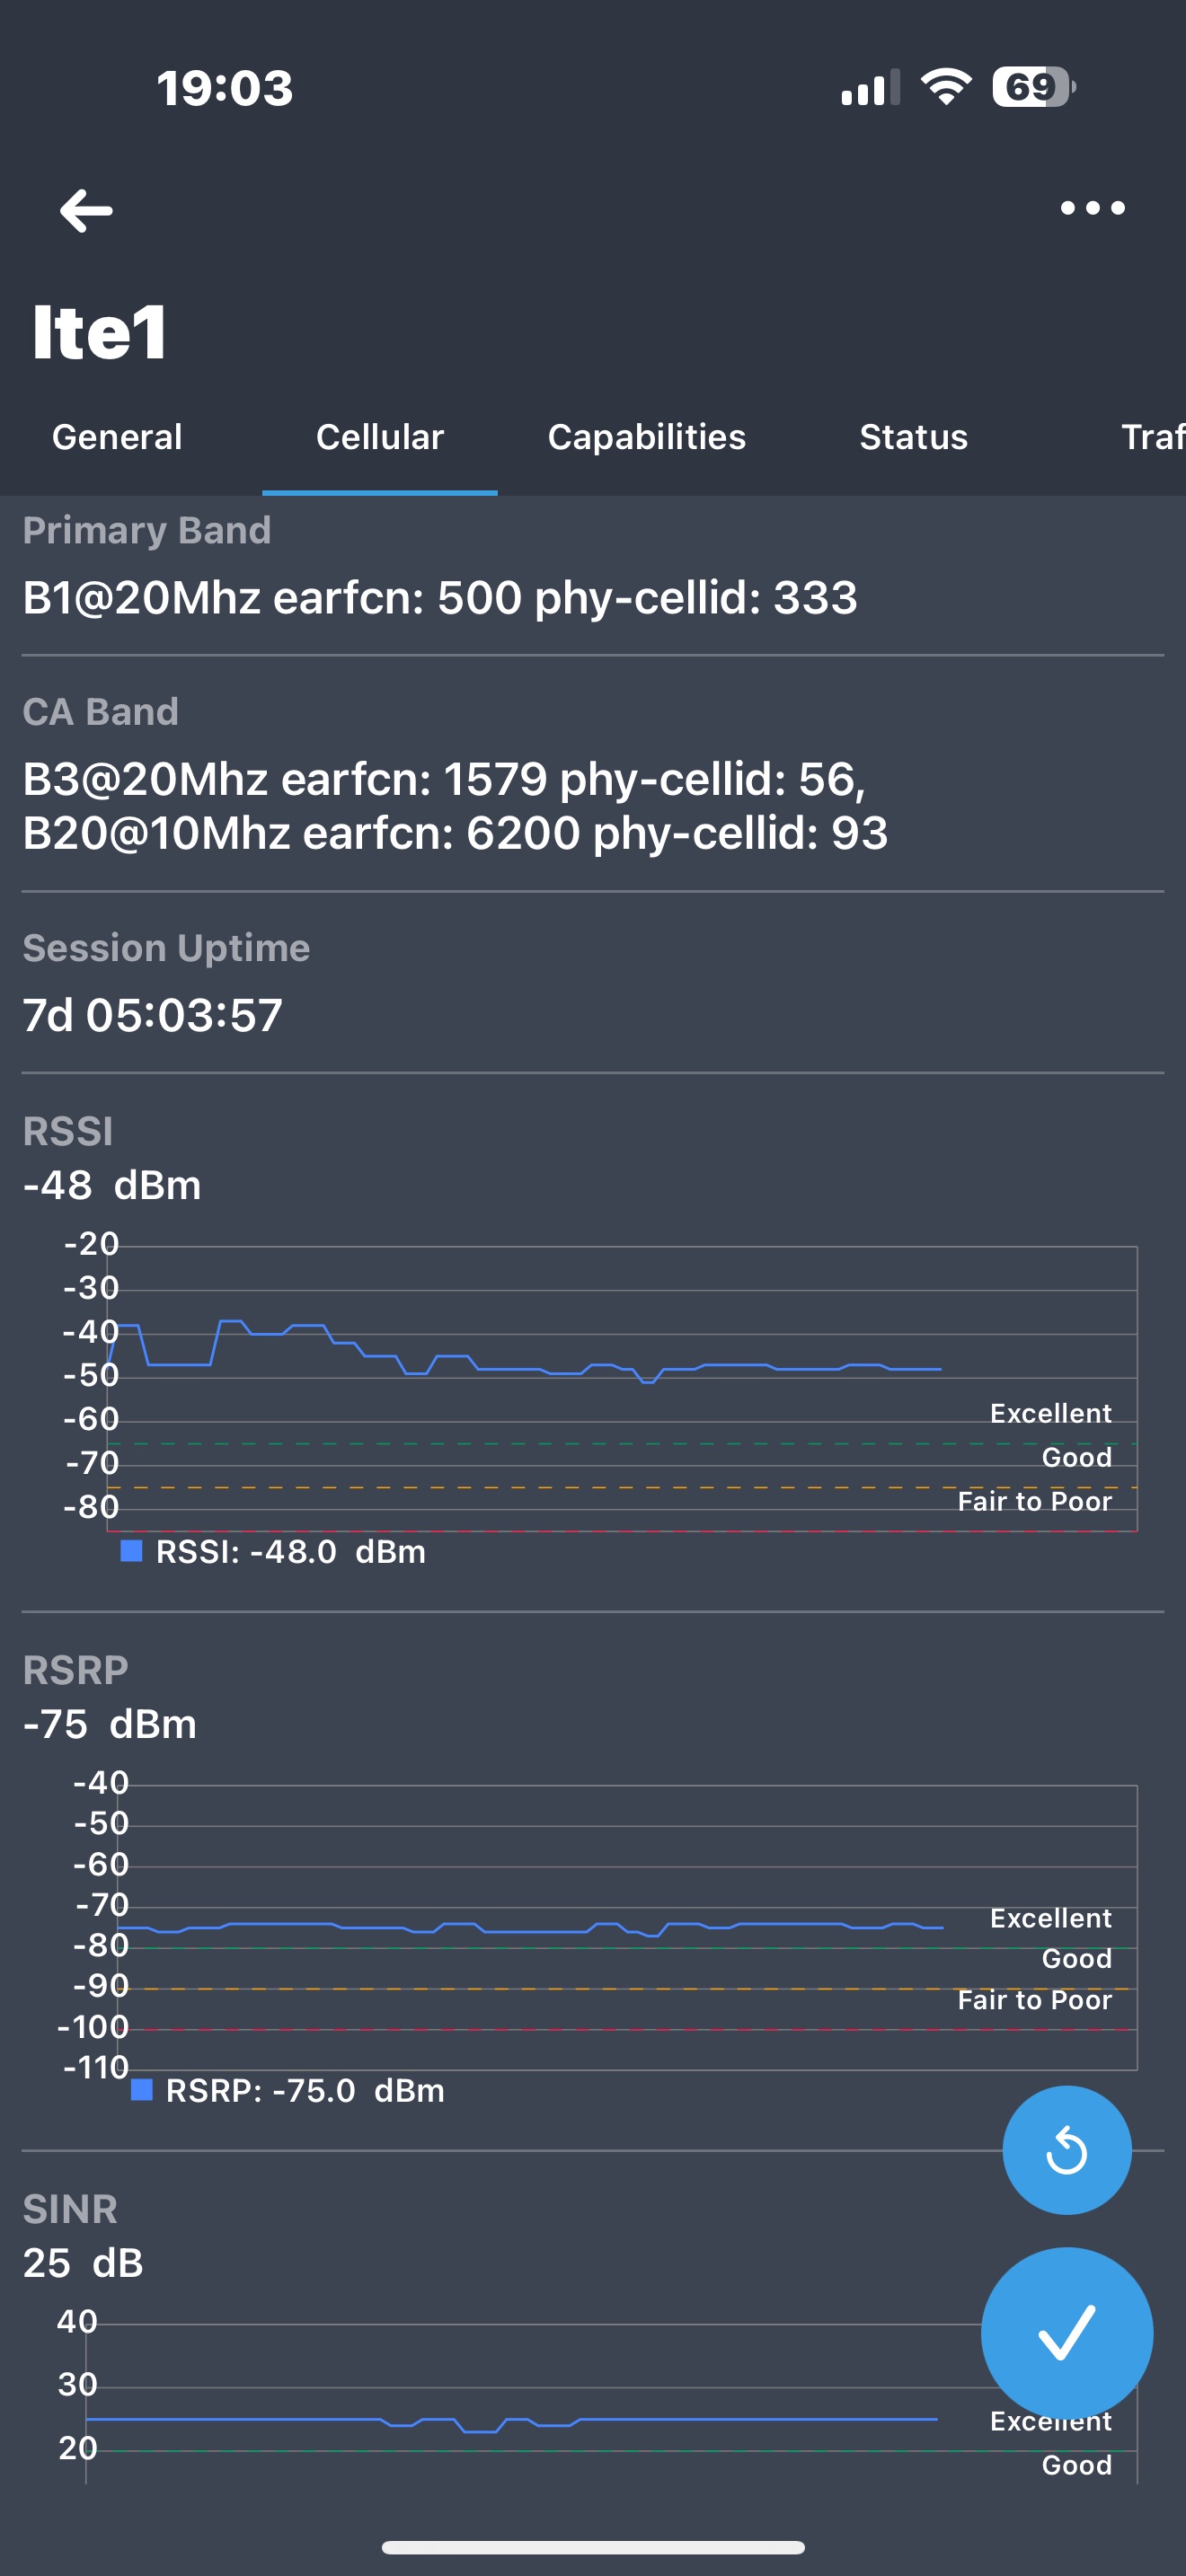 19:03
69
lte1
General
Cellular
Capabilities
Status
Traf
Primary Band
B1@20Mhz earfcn: 500 phy-cellid: 333
CA Band
B3@20Mhz earfcn: 1579 phy-cellid: 56,
B20@10Mhz earfcn: 6200 phy-cellid: 93
Session Uptime
7d 05:03:57
RSSI
-48 dBm
-20
-30
-40
-50
-60
Excellent
-70
Good
-80
Fair to Poor
RSSI: -48.0 dBm
RSRP
-75 dBm
-40
-50
-60
-70
Excellent
-80
Good
-90
Fair to Poor
-100
-110
RSRP: -75.0 dBm
SINR
25 dB
40
30
Excellent
20
Good